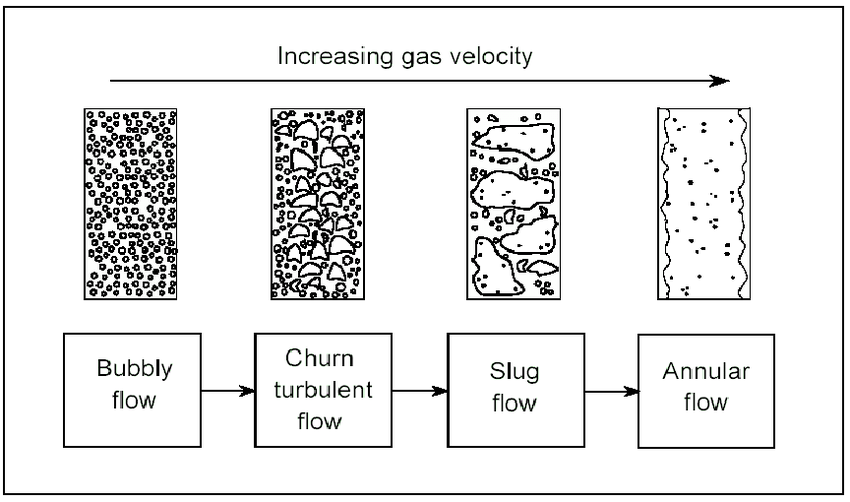 Increasing gas velocity
Bubbly
flow
Churn
turbulent
flow
Slug
flow
Annular
flow